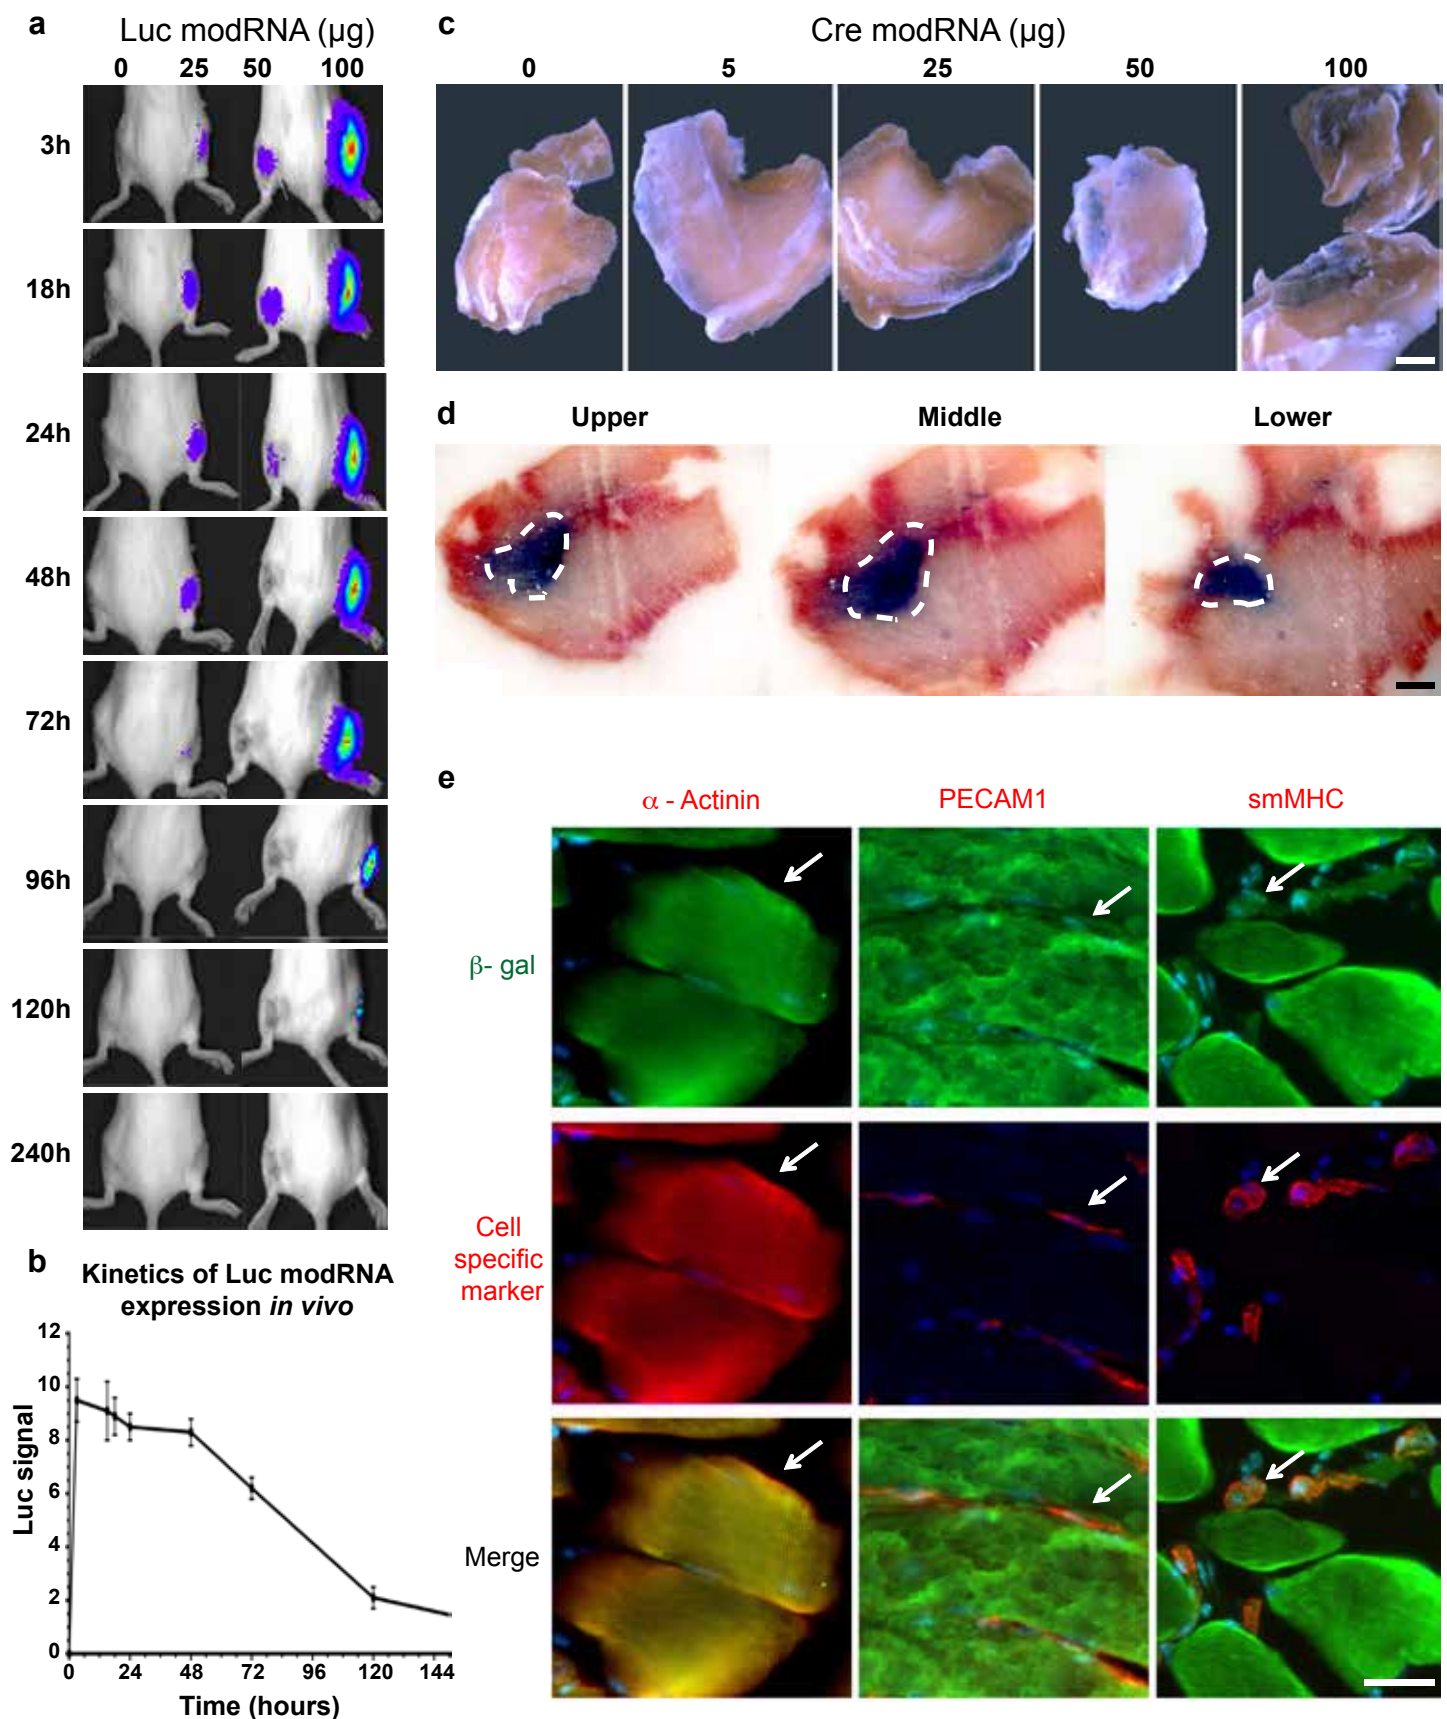 a
Luc modRNA (µg)
0 25 50 100
3h
18h
24h
48h
72h
96h
120h
240h
b
Kinetics of Luc modRNA
expression in vivo
12
10
8
6
4
2
0
Luc signal
0 24 48 72 96 120 144
Time (hours)
c
Cre modRNA (µg)
0 5 25 50 100
d
Upper Middle Lower
e
α - Actinin PECAM1 smMHC
β- gal
Cell
specific
marker
Merge